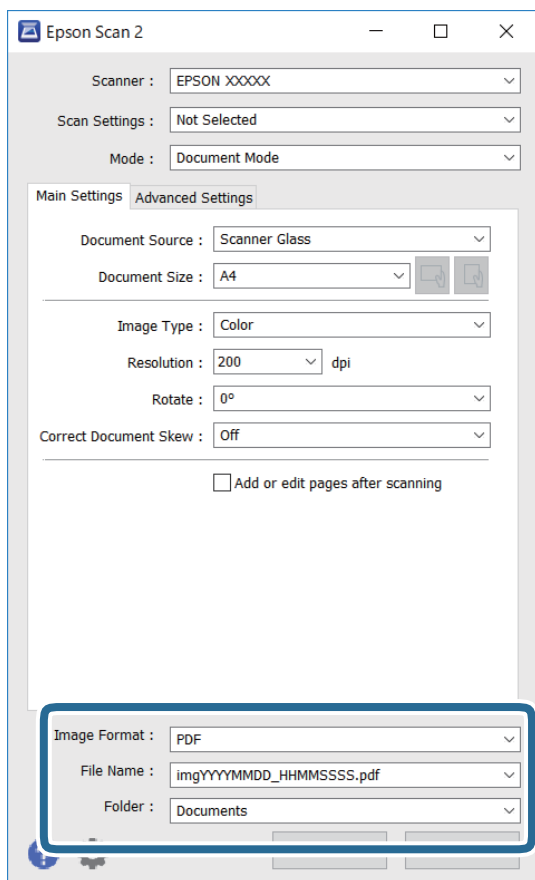 Epson Scan 2
Scanner : EPSON XXXXX
Scan Settings : Not Selected
Mode : Document Mode
Main Settings Advanced Settings
Document Source : Scanner Glass
Document Size : A4
Image Type : Color
Resolution : 200 dpi
Rotate : 0°
Correct Document Skew : Off
Add or edit pages after scanning
Image Format : PDF
File Name : imgYYYYMMDD_HHMMSSSS.pdf
Folder : Documents